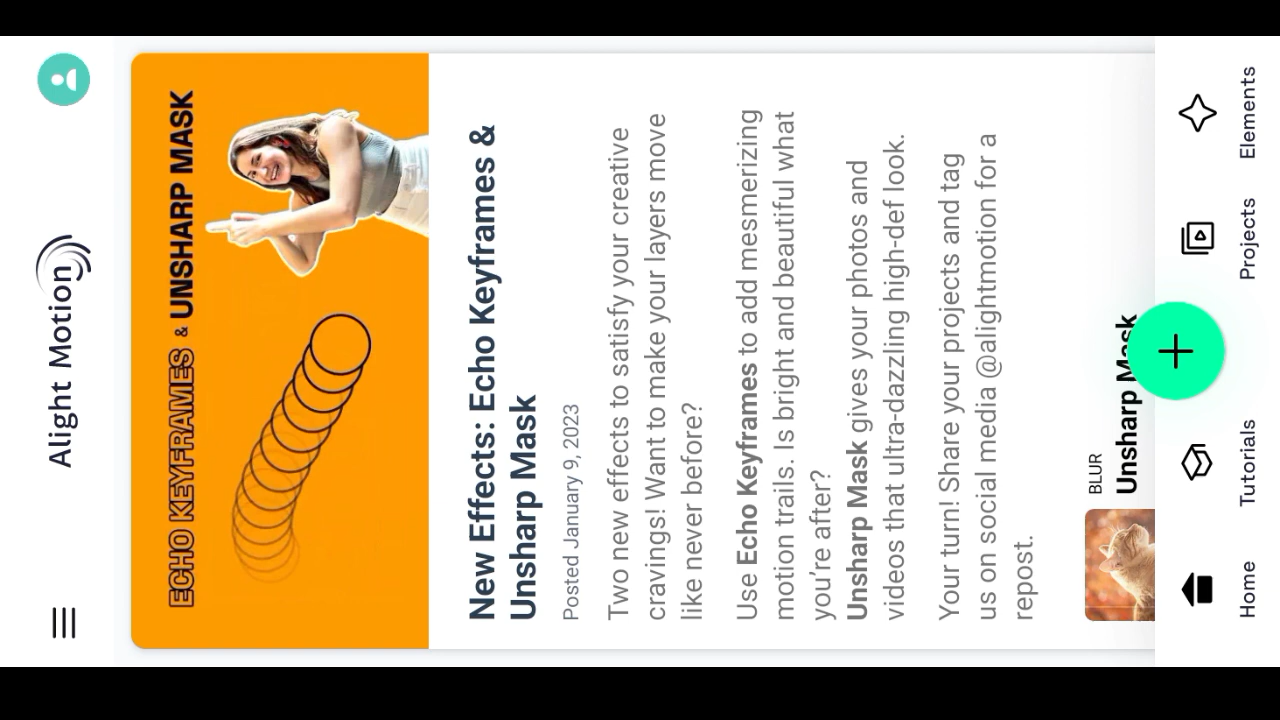 Alight Motion
ECHO KEYFRAMES & UNSHARP MASK
New Effects: Echo Keyframes &
Unsharp Mask
Posted January 9, 2023
Two new effects to satisfy your creative
cravings! Want to make your layers move
like never before?
Use Echo Keyframes to add mesmerizing
motion trails. Is bright and beautiful what
you're after?
Unsharp Mask gives your photos and
videos that ultra-dazzling high-def look.
Your turn! Share your projects and tag
us on social media @alightmotion for a
repost.
BLUR
Unsharp Mask
Home
Tutorials
Projects
Elements